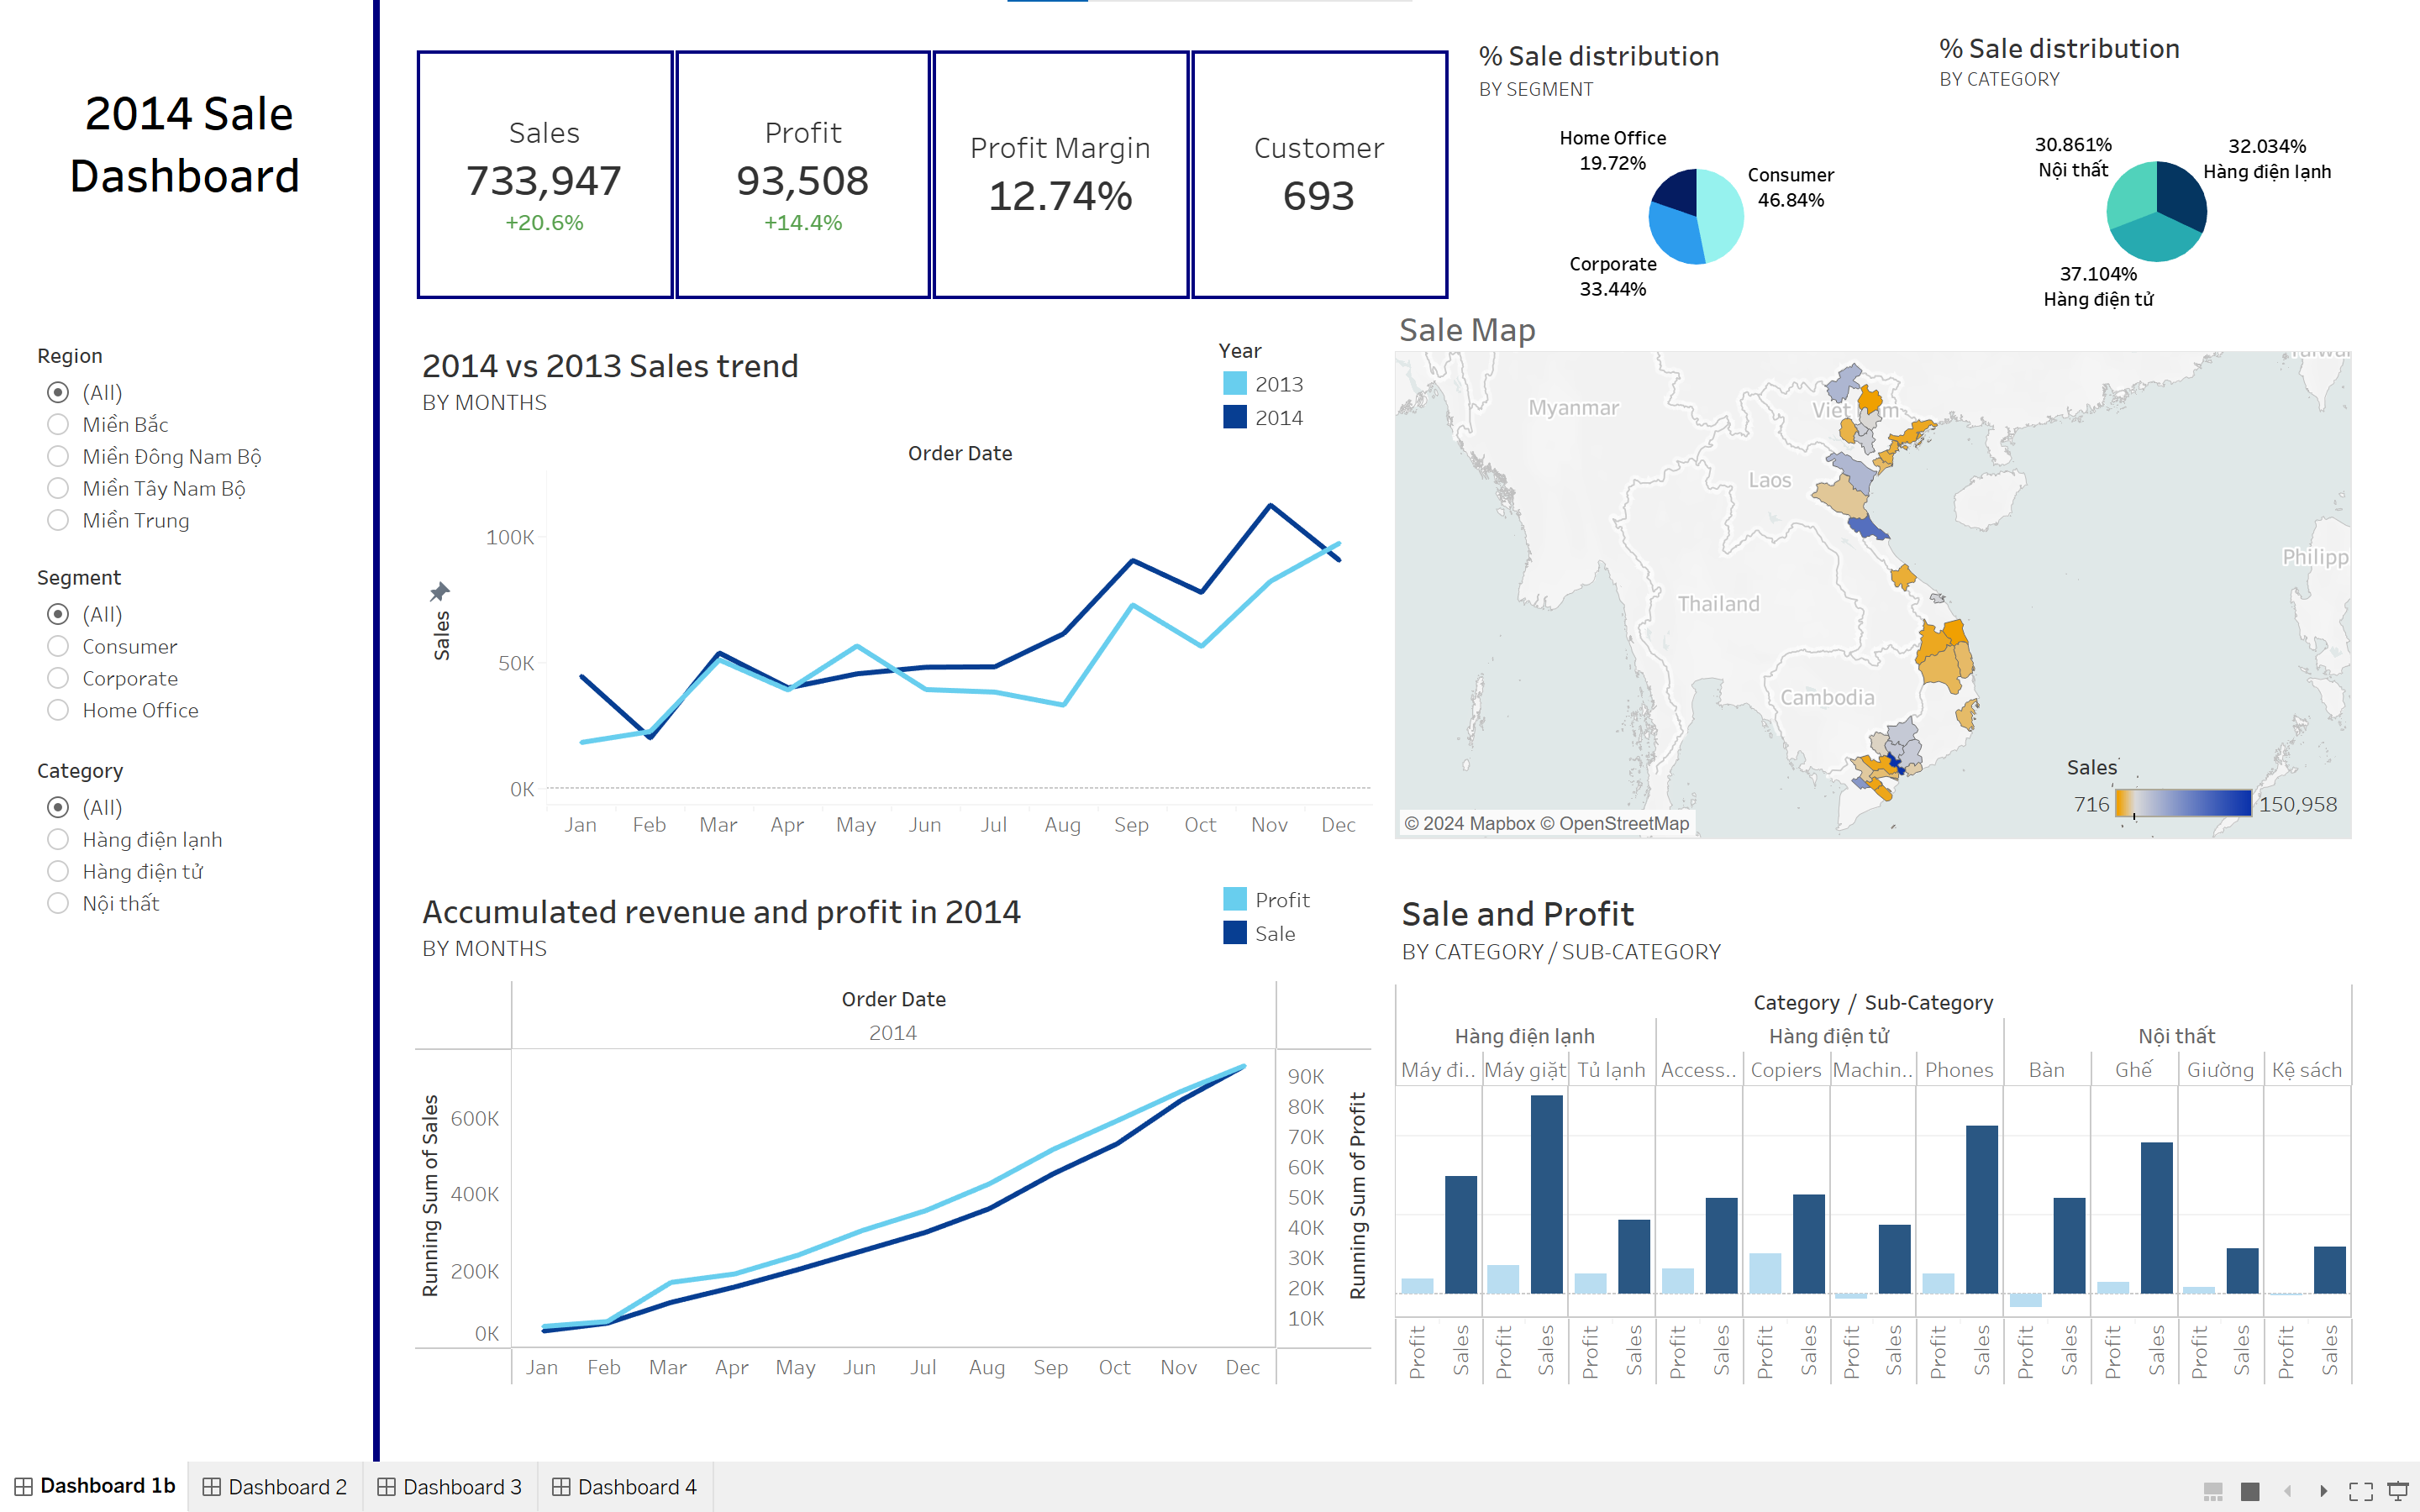 2014 Sale
Dashboard
Region
(All)
Miền Bắc
Miền Đông Nam Bộ
Miền Tây Nam Bộ
Miền Trung
Segment
(All)
Consumer
Corporate
Home Office
Category
(All)
Hàng điện lạnh
Hàng điện tử
Nội thất
Sales
733,947
+20.6%
Profit
93,508
+14.4%
Profit Margin
12.74%
Customer
693
% Sale distribution
BY SEGMENT
Home Office
19.72%
Consumer
46.84%
Corporate
33.44%
% Sale distribution
BY CATEGORY
30.861%
Nội thất
32.034%
Hàng điện lạnh
37.104%
Hàng điện tử
2014 vs 2013 Sales trend
BY MONTHS
Year
2013
2014
Order Date
Sales
100K
50K
0K
Jan Feb Mar Apr May Jun Jul Aug Sep Oct Nov Dec
Sale Map
Myanmar
Laos
Thailand
Cambodia
Philipp
Sales
716 150,958
© 2024 Mapbox © OpenStreetMap
Accumulated revenue and profit in 2014
BY MONTHS
Profit
Sale
Order Date
2014
Running Sum of Sales
600K
400K
200K
0K
90K
80K
70K
60K
50K
40K
30K
20K
10K
Running Sum of Profit
Jan Feb Mar Apr May Jun Jul Aug Sep Oct Nov Dec
Sale and Profit
BY CATEGORY / SUB-CATEGORY
Category / Sub-Category
Hàng điện lạnh Hàng điện tử Nội thất
Máy đi.. Máy giặt Tủ lạnh Access.. Copiers Machin.. Phones Bàn Ghế Giường Kệ sách
Profit Sales Profit Sales Profit Sales Profit Sales Profit Sales Profit Sales Profit Sales Profit Sales Profit Sales Profit Sales Profit Sales
Dashboard 1b
Dashboard 2
Dashboard 3
Dashboard 4